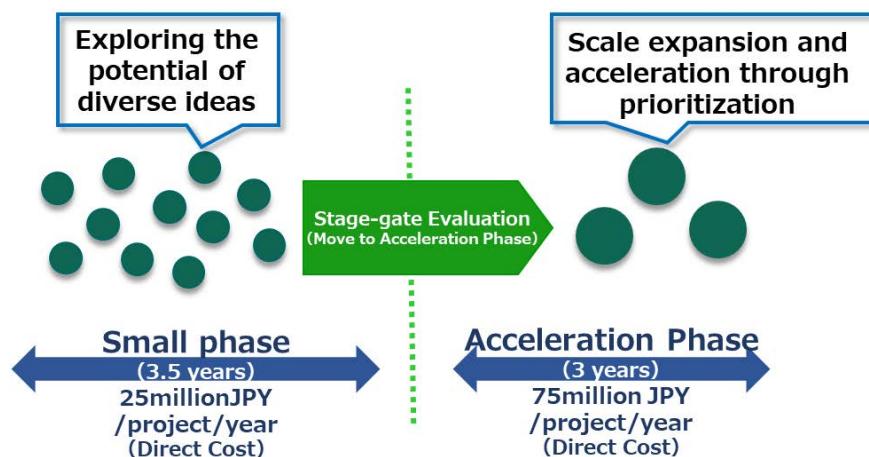 Exploring the
potential of
diverse ideas
Scale expansion and
acceleration through
prioritization
Stage-gate Evaluation
(Move to Acceleration Phase)
Small phase
(3.5 years)
25millionJPY
/project/year
(Direct Cost)
Acceleration Phase
(3 years)
75million JPY
/project/year
(Direct Cost)